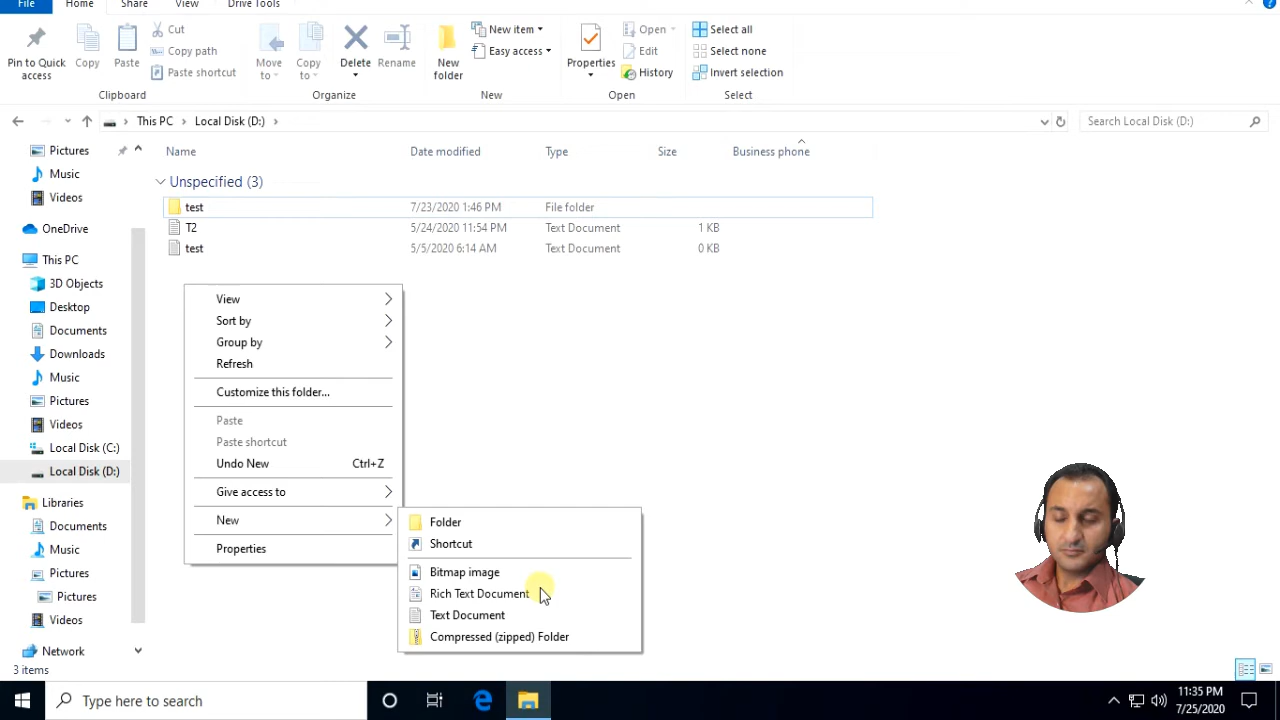 File Home Share View Drive Tools
Cut
Copy path
Paste shortcut
Pin to Quick access
Copy
Paste
Clipboard
Move to
Copy to
Delete
Rename
Organize
New folder
New item
Easy access
New
Properties
Open
Edit
History
Open
Select all
Select none
Invert selection
Select
This PC Local Disk (D:)
Search Local Disk (D:)
Pictures
Music
Videos
OneDrive
This PC
3D Objects
Desktop
Documents
Downloads
Music
Pictures
Videos
Local Disk (C:)
Local Disk (D:)
Libraries
Documents
Music
Pictures
Pictures
Videos
Network
Name Date modified Type Size Business phone
Unspecified (3)
test 7/23/2020 1:46 PM File folder
T2 5/24/2020 11:54 PM Text Document 1 KB
test 5/5/2020 6:14 AM Text Document 0 KB
View
Sort by
Group by
Refresh
Customize this folder...
Paste
Paste shortcut
Undo New Ctrl+Z
Give access to
New
Properties
Folder
Shortcut
Bitmap image
Rich Text Document
Text Document
Compressed (zipped) Folder
3 items
Type here to search
11:35 PM
7/25/2020